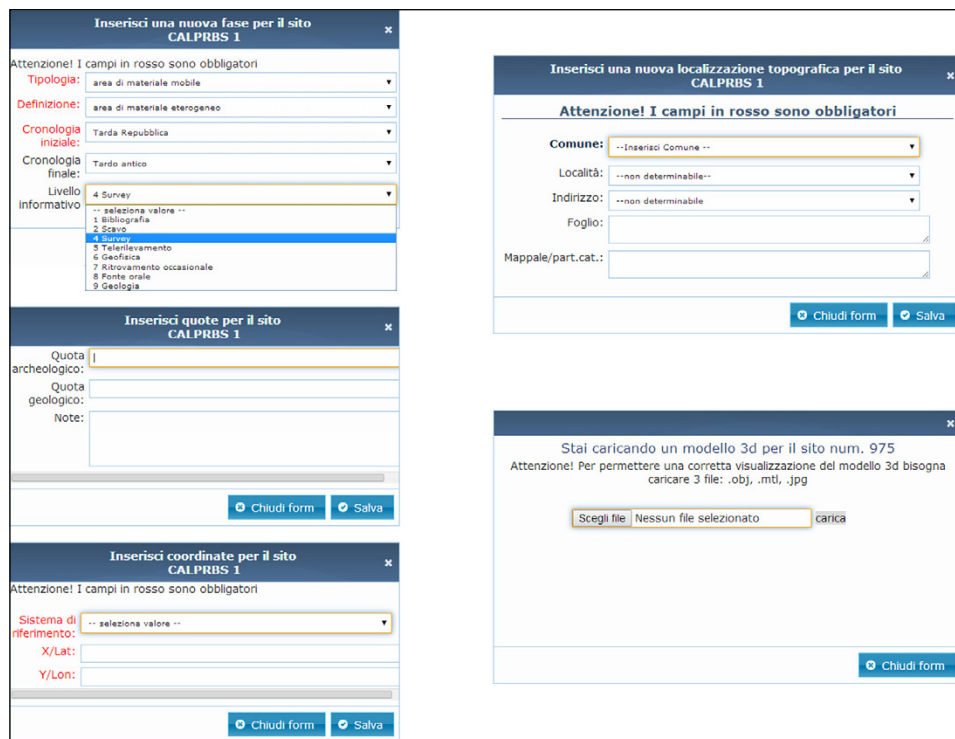 Inserisci una nuova fase per il sito
CALPRBS 1
Attenzione! I campi in rosso sono obbligatori
Tipologia: area di materiale mobile
Definizione: area di materiale eterogeneo
Cronologia iniziale: Tarda Repubblica
Cronologia finale: Tardo antico
Livello informativo 4 Survey
-- seleziona valore --
1 Bibliografia
2 Scavo
4 Survey
5 Telerilevamento
6 Geofisica
7 Ritrovamento occasionale
8 Fonte orale
9 Geologia
Inserisci quote per il sito
CALPRBS 1
Quota archeologico:
Quota geologico:
Note:
Chiudi form Salva
Inserisci coordinate per il sito
CALPRBS 1
Attenzione! I campi in rosso sono obbligatori
Sistema di riferimento: -- seleziona valore --
X/Lat:
Y/Lon:
Chiudi form Salva
Inserisci una nuova localizzazione topografica per il sito
CALPRBS 1
Attenzione! I campi in rosso sono obbligatori
Comune: --Inserisci Comune --
Località: --non determinabile--
Indirizzo: --non determinabile
Foglio:
Mappale/part.cat.:
Chiudi form Salva
Stai caricando un modello 3d per il sito num. 975
Attenzione! Per permettere una corretta visualizzazione del modello 3d bisogna
caricare 3 file: .obj, .mtl, .jpg
Scegli file Nessun file selezionato carica
Chiudi form